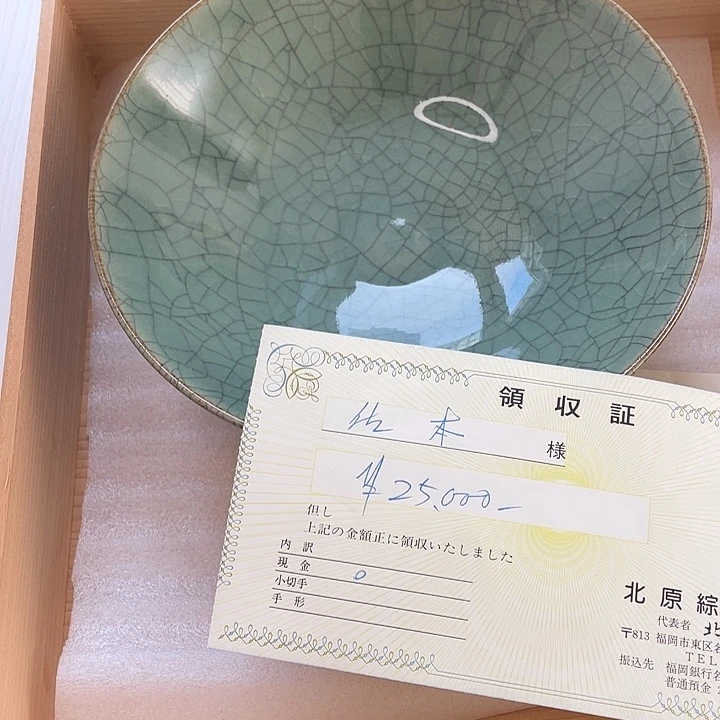 領収証
佐本 様
¥25,000-
但し
上記の金額正に領収いたしました
内 訳
現 金
小切手
手 形
北原綜
代表者 北
〒813 福岡市東区名
TEL
振込先 福岡銀行名
普通預金